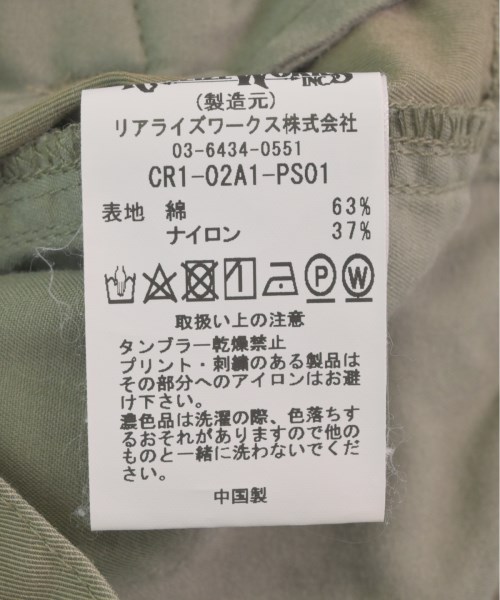 INC.
(製造元)
リアライズワークス株式会社
03-6434-0551
CR1-02A1-PS01
表地 綿 63%
ナイロン 37%
P W
取扱い上の注意
タンブラー乾燥禁止
プリント・刺繍のある製品は
その部分へのアイロンはお避
け下さい。
濃色品は洗濯の際、色落ちす
るおそれがありますので他の
ものと一緒に洗わないでくだ
さい。
中国製